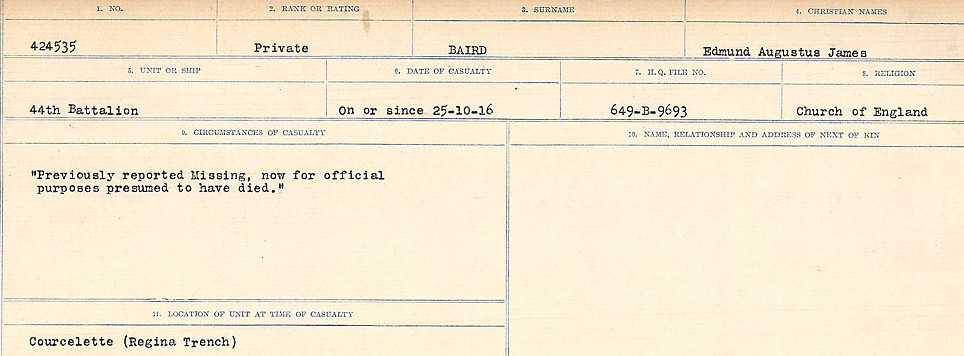 1. NO.
2. RANK OR RATING
3. SURNAME
4. CHRISTIAN NAMES
424535
Private
BAIRD
Edmund Augustus James
5. UNIT OR SHIP
6. DATE OF CASUALTY
7. H.Q. FILE NO.
8. RELIGION
44th Battalion
On or since 25-10-16
649-B-9693
Church of England
9. CIRCUMSTANCES OF CASUALTY
"Previously reported Missing, now for official
purposes presumed to have died."
10. NAME, RELATIONSHIP AND ADDRESS OF NEXT OF KIN
11. LOCATION OF UNIT AT TIME OF CASUALTY
Courcelette (Regina Trench)